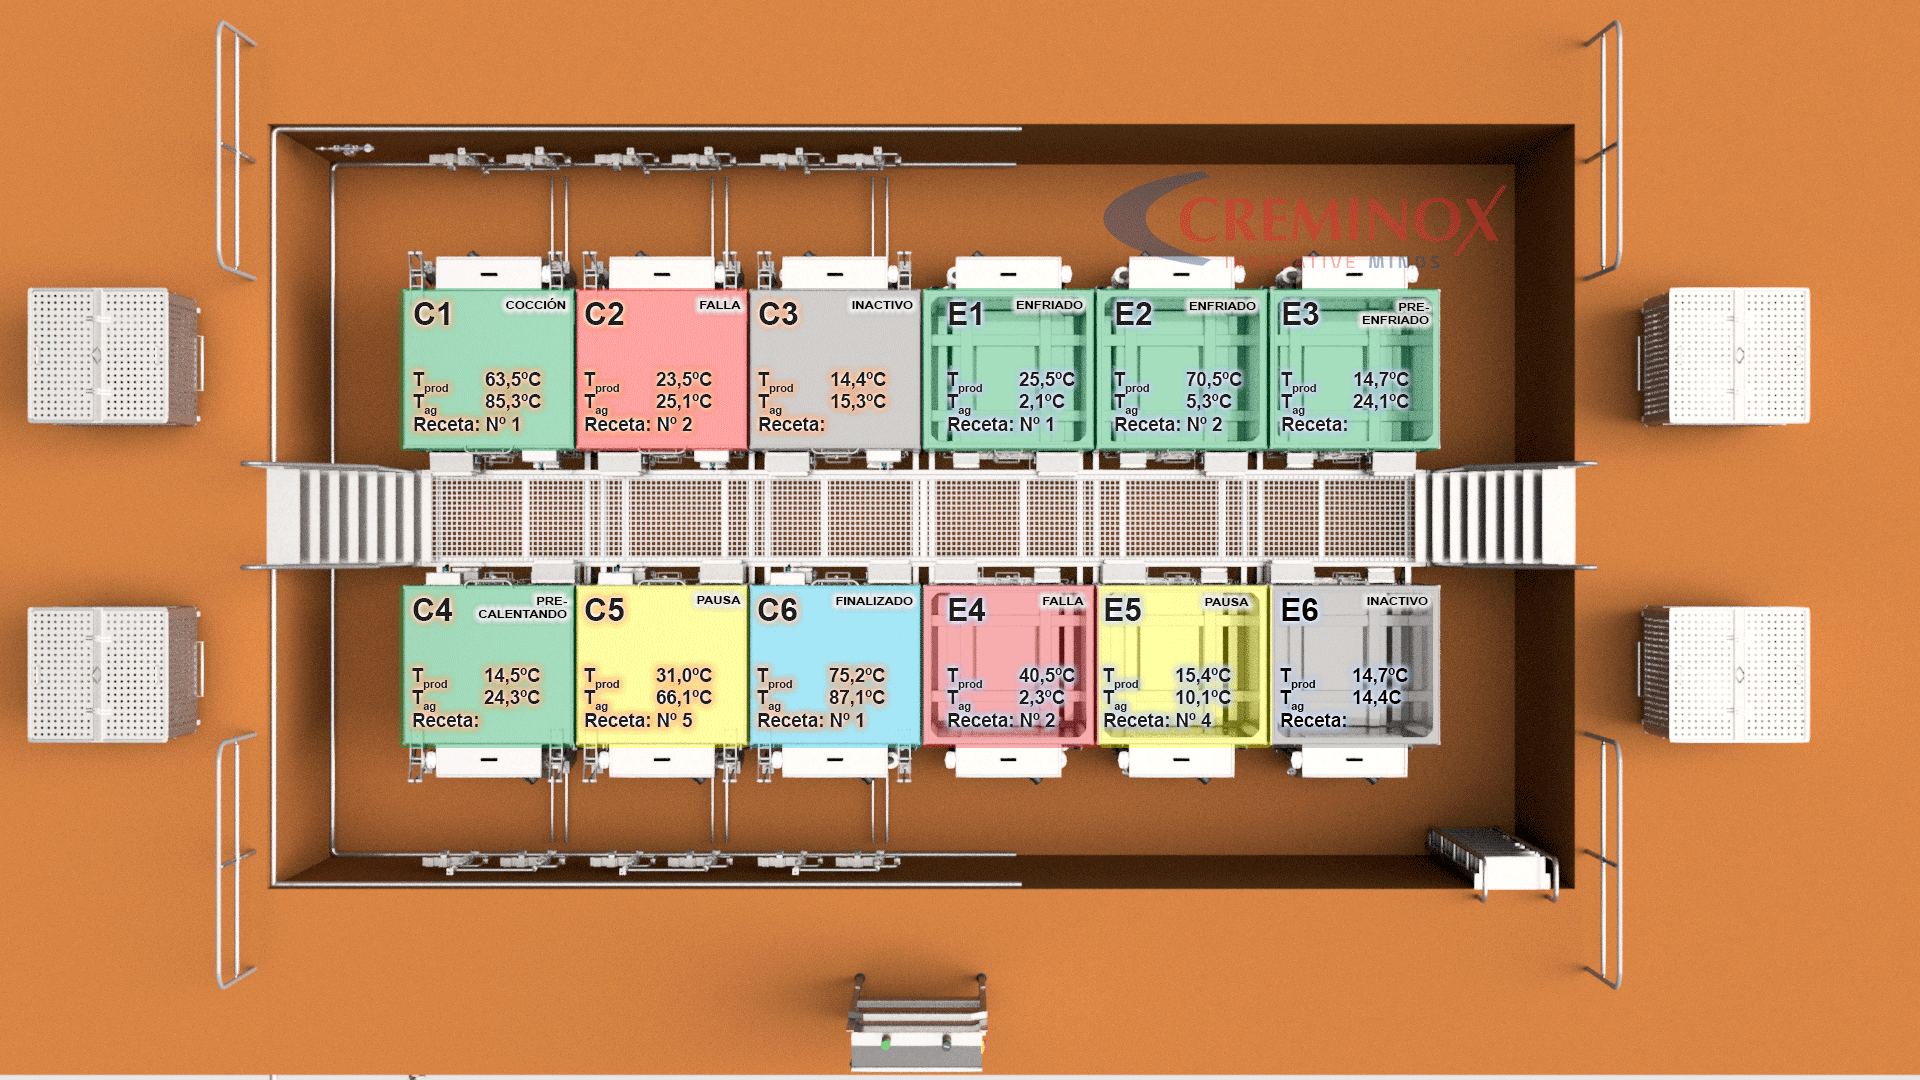 CREMINOX
INNOVATIVE MINDS
C1 COCCIÓN
Tprod 63,5ºC
Tag 85,3ºC
Receta: Nº 1
C2 FALLA
Tprod 23,5ºC
Tag 25,1ºC
Receta: Nº 2
C3 INACTIVO
Tprod 14,4ºC
Tag 15,3ºC
Receta:
E1 ENFRIADO
Tprod 25,5ºC
Tag 2,1ºC
Receta: Nº 1
E2 ENFRIADO
Tprod 70,5ºC
Tag 5,3ºC
Receta: Nº 2
E3 PRE-
ENFRIADO
Tprod 14,7ºC
Tag 24,1ºC
Receta:
C4 PRE-
CALENTANDO
Tprod 14,5ºC
Tag 24,3ºC
Receta:
C5 PAUSA
Tprod 31,0ºC
Tag 66,1ºC
Receta: Nº 5
C6 FINALIZADO
Tprod 75,2ºC
Tag 87,1ºC
Receta: Nº 1
E4 FALLA
Tprod 40,5ºC
Tag 2,3ºC
Receta: Nº 2
E5 PAUSA
Tprod 15,4ºC
Tag 10,1ºC
Receta: Nº 4
E6 INACTIVO
Tprod 14,7ºC
Tag 14,4C
Receta: